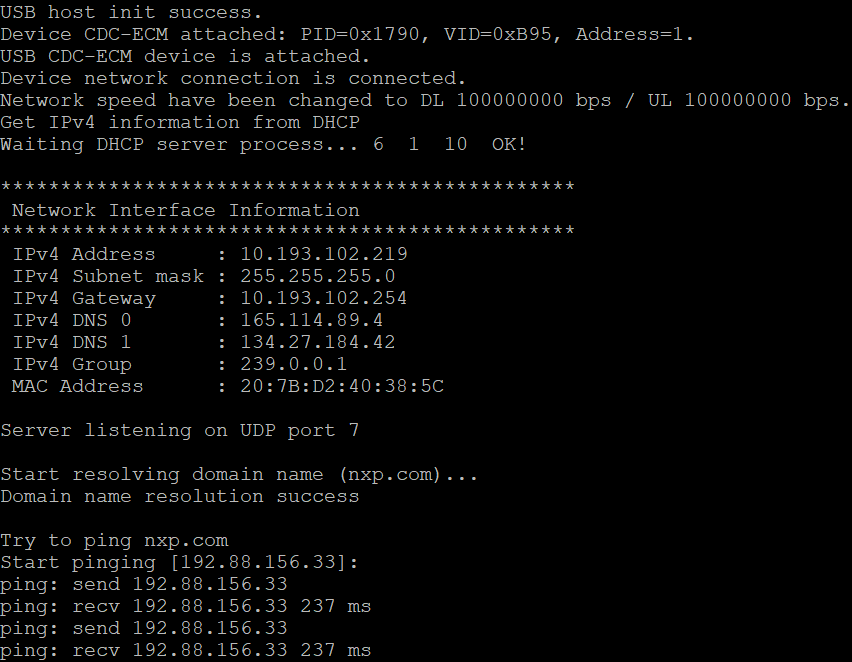 USB host init success.
Device CDC-ECM attached: PID=0x1790, VID=0xB95, Address=1.
USB CDC-ECM device is attached.
Device network connection is connected.
Network speed have been changed to DL 100000000 bps / UL 100000000 bps.
Get IPv4 information from DHCP
Waiting DHCP server process... 6  1  10  OK!
************************************************
 Network Interface Information
************************************************
 IPv4 Address     : 10.193.102.219
 IPv4 Subnet mask : 255.255.255.0
 IPv4 Gateway     : 10.193.102.254
 IPv4 DNS 0       : 165.114.89.4
 IPv4 DNS 1       : 134.27.184.42
 IPv4 Group       : 239.0.0.1
 MAC Address      : 20:7B:D2:40:38:5C
Server listening on UDP port 7
Start resolving domain name (nxp.com)...
Domain name resolution success
Try to ping nxp.com
Start pinging [192.88.156.33]:
ping: send 192.88.156.33
ping: recv 192.88.156.33 237 ms
ping: send 192.88.156.33
ping: recv 192.88.156.33 237 ms